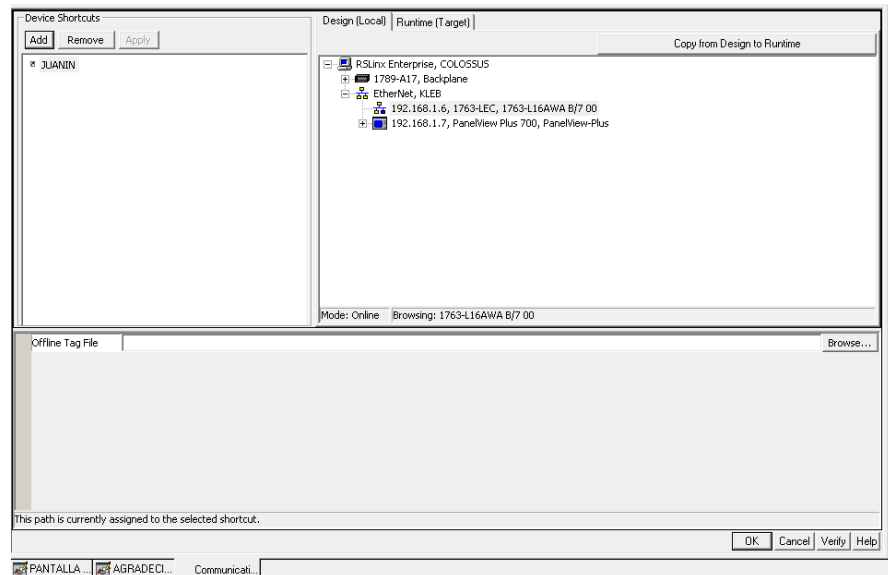 Device Shortcuts
Add Remove Apply
JUANIN
Design (Local) Runtime (Target)
Copy from Design to Runtime
RSLinx Enterprise, COLOSSUS
1789-A17, Backplane
EtherNet, KLEB
192.168.1.6, 1763-LEC, 1763-L16AWA B/7 00
192.168.1.7, PanelView Plus 700, PanelView-Plus
Mode: Online Browsing: 1763-L16AWA B/7 00
Offline Tag File Browse...
This path is currently assigned to the selected shortcut.
OK Cancel Verify Help
PANTALLA ... AGRADECI... Communicati...